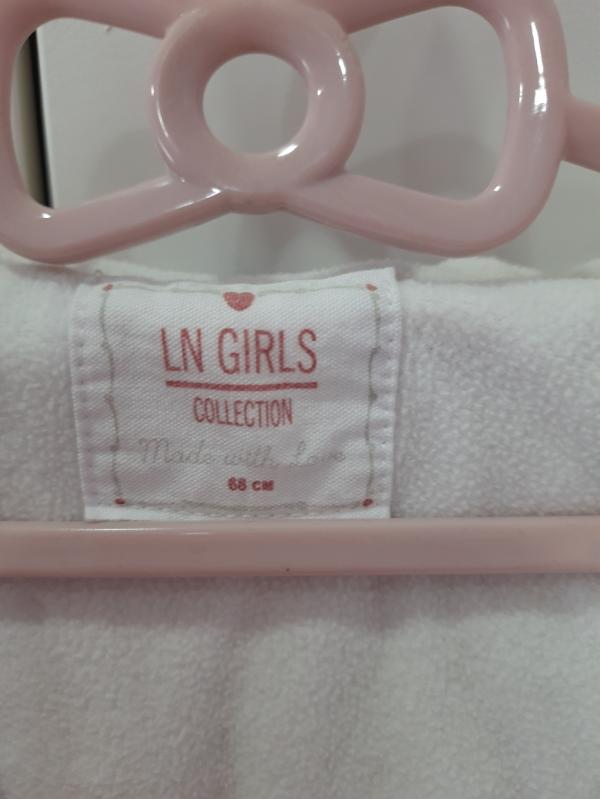 LN GIRLS
COLLECTION
Made with Love
68 CM